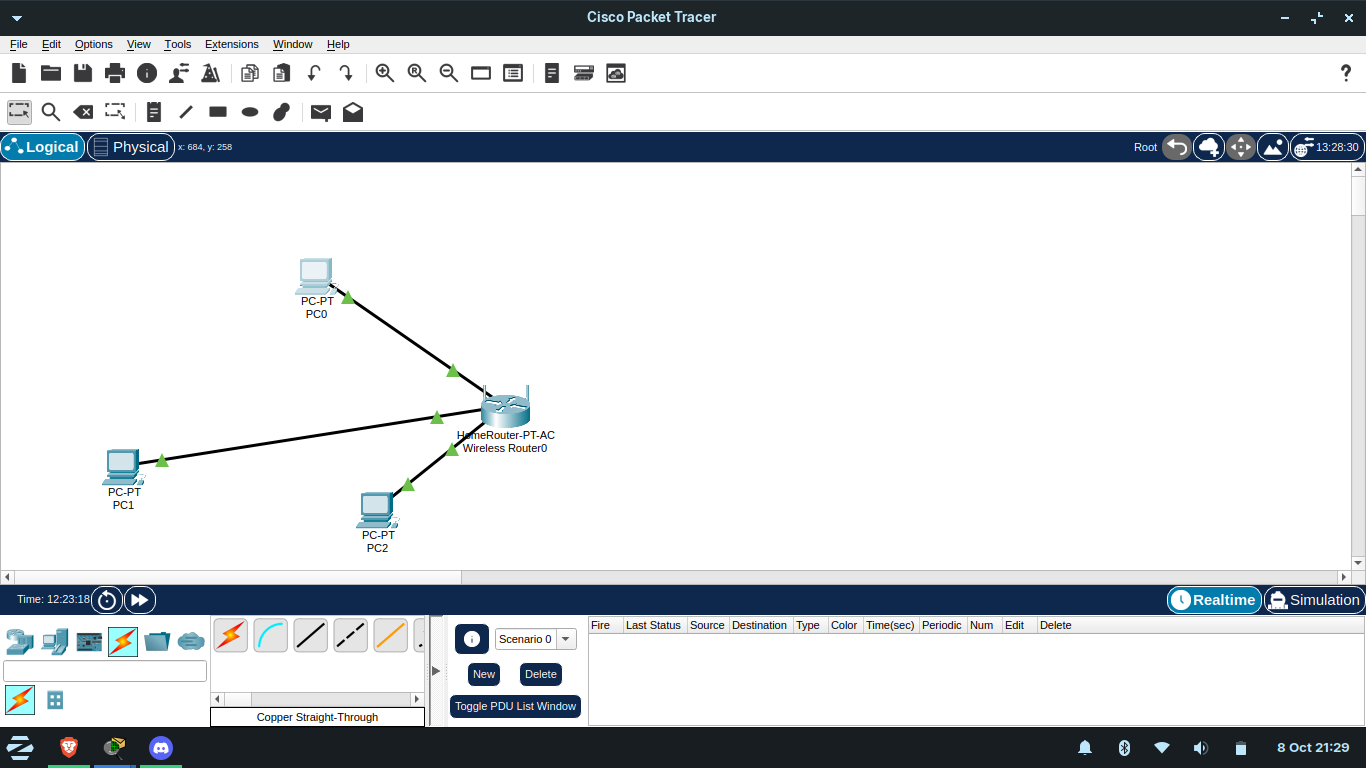 Cisco Packet Tracer
File Edit Options View Tools Extensions Window Help
Logical Physical x: 684, y: 258 Root 13:28:30
PC-PT
PC0
HomeRouter-PT-AC
Wireless Router0
PC-PT
PC1
PC-PT
PC2
Time: 12:23:18 Realtime Simulation
Scenario 0
New Delete
Toggle PDU List Window
Fire Last Status Source Destination Type Color Time(sec) Periodic Num Edit Delete
Copper Straight-Through
8 Oct 21:29